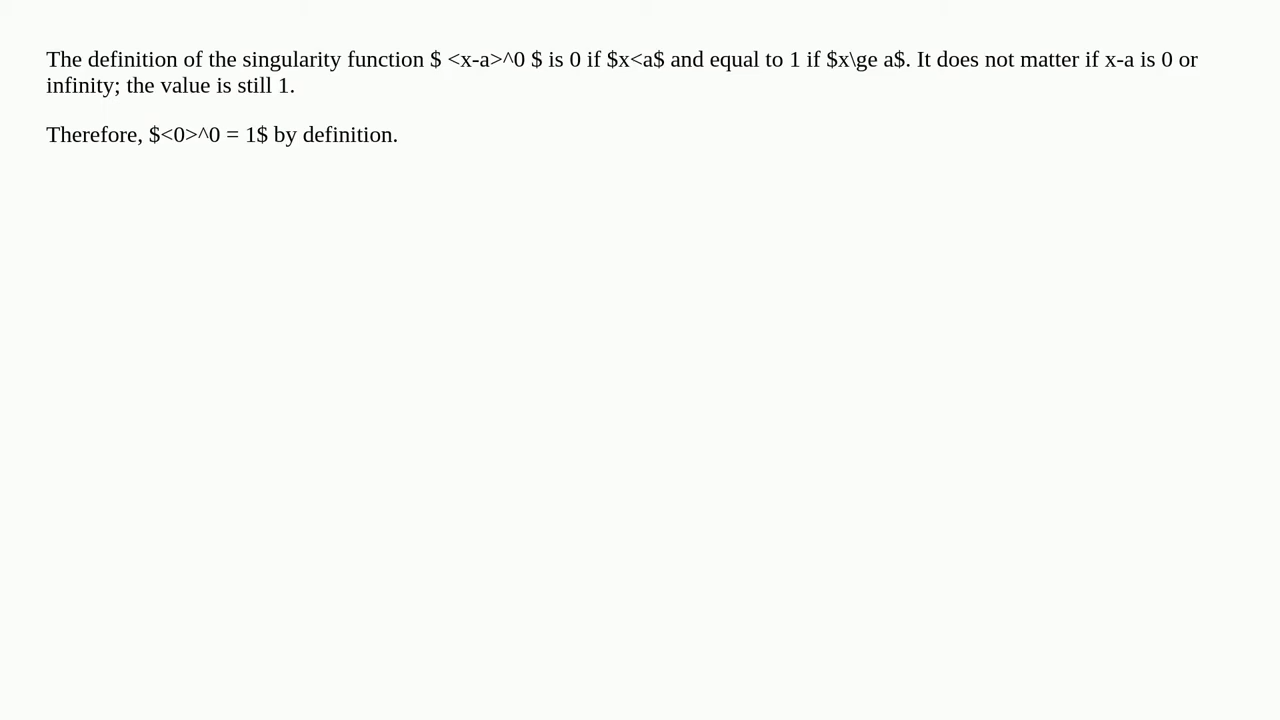 The definition of the singularity function $ <x-a>^0 $ is 0 if $x<a$ and equal to 1 if $x\ge a$. It does not matter if x-a is 0 or
infinity; the value is still 1.
Therefore, $<0>^0 = 1$ by definition.